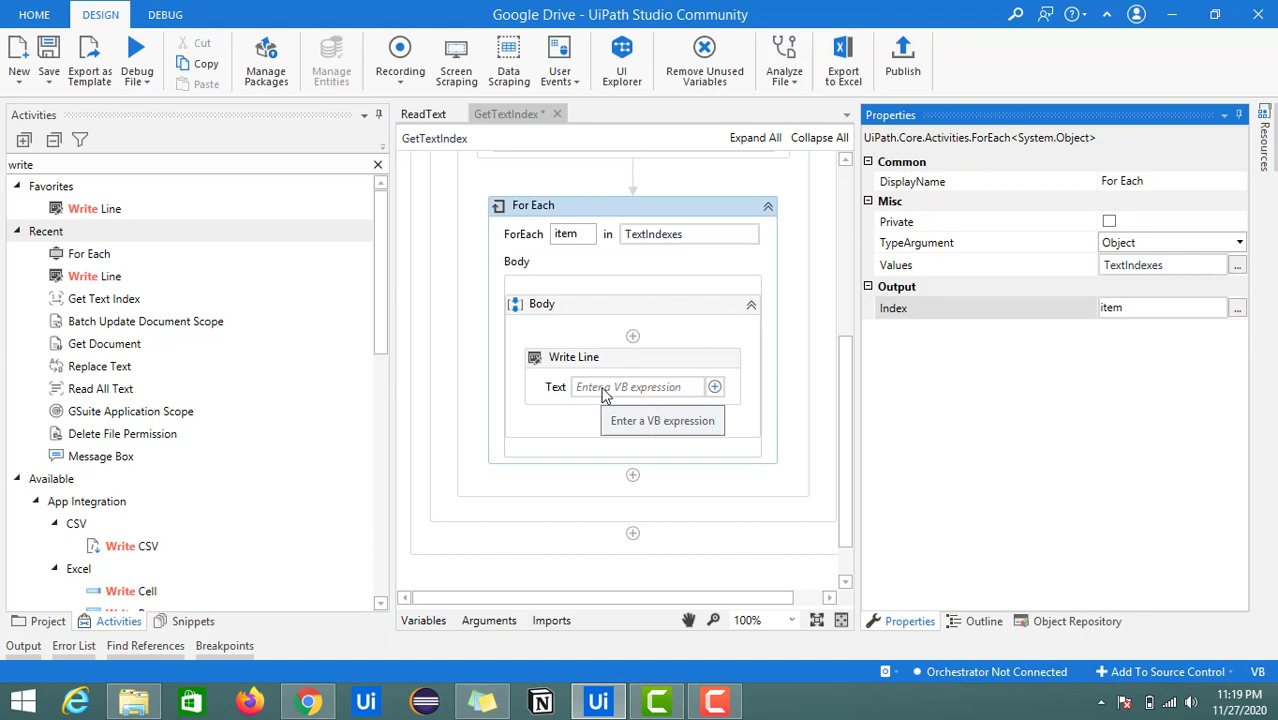 HOME DESIGN DEBUG Google Drive - UiPath Studio Community
New Save Export as Template Debug File Cut Copy Paste Manage Packages Manage Entities Recording Screen Scraping Data Scraping User Events UI Explorer Remove Unused Variables Analyze File Export to Excel Publish
Activities
write
Favorites
Write Line
Recent
For Each
Write Line
Get Text Index
Batch Update Document Scope
Get Document
Replace Text
Read All Text
GSuite Application Scope
Delete File Permission
Message Box
Available
App Integration
CSV
Write CSV
Excel
Write Cell
Project Activities Snippets
ReadText GetTextIndex *
GetTextIndex Expand All Collapse All
For Each
ForEach item in TextIndexes
Body
Body
Write Line
Text Enter a VB expression
Enter a VB expression
Variables Arguments Imports 100%
Properties
UiPath.Core.Activities.ForEach<System.Object>
Common
DisplayName For Each
Misc
Private
TypeArgument Object
Values TextIndexes ...
Output
Index item ...
Properties Outline Object Repository
Resources
Output Error List Find References Breakpoints
Orchestrator Not Connected Add To Source Control VB
11:19 PM
11/27/2020